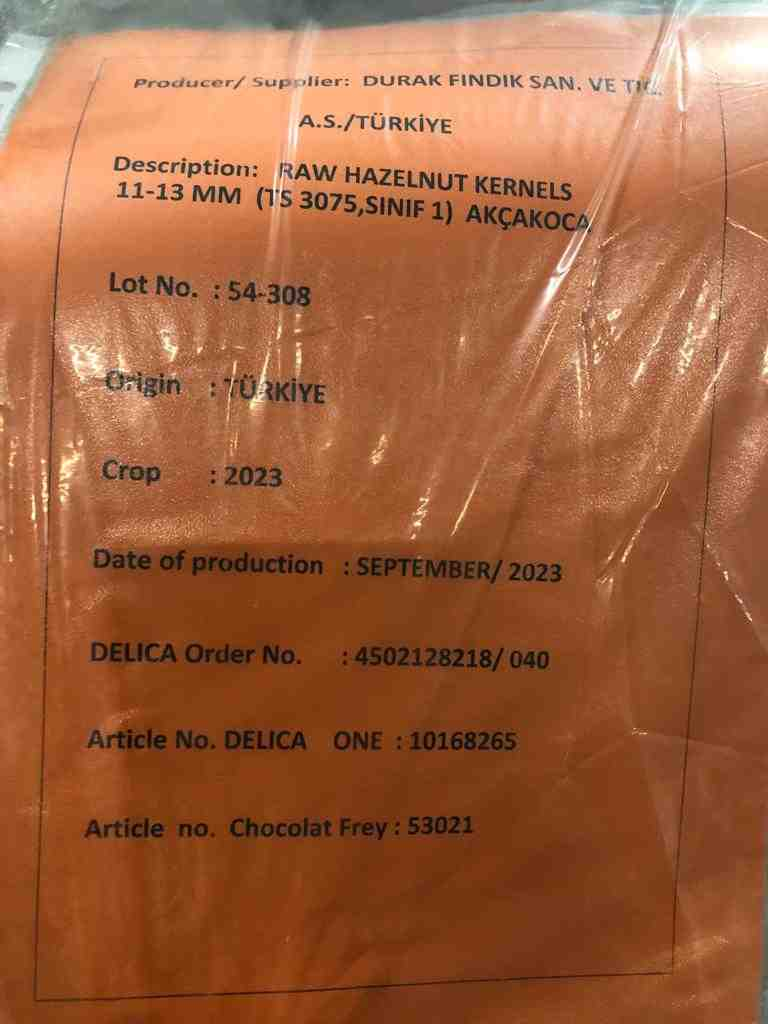 Producer/ Supplier: DURAK FINDIK SAN. VE TIC.
A.S./TÜRKİYE
Description: RAW HAZELNUT KERNELS
11-13 MM (TS 3075,SINIF 1) AKÇAKOCA
Lot No. : 54-308
Origin : TÜRKİYE
Crop : 2023
Date of production : SEPTEMBER/ 2023
DELICA Order No. : 4502128218/ 040
Article No. DELICA ONE : 10168265
Article no. Chocolat Frey : 53021